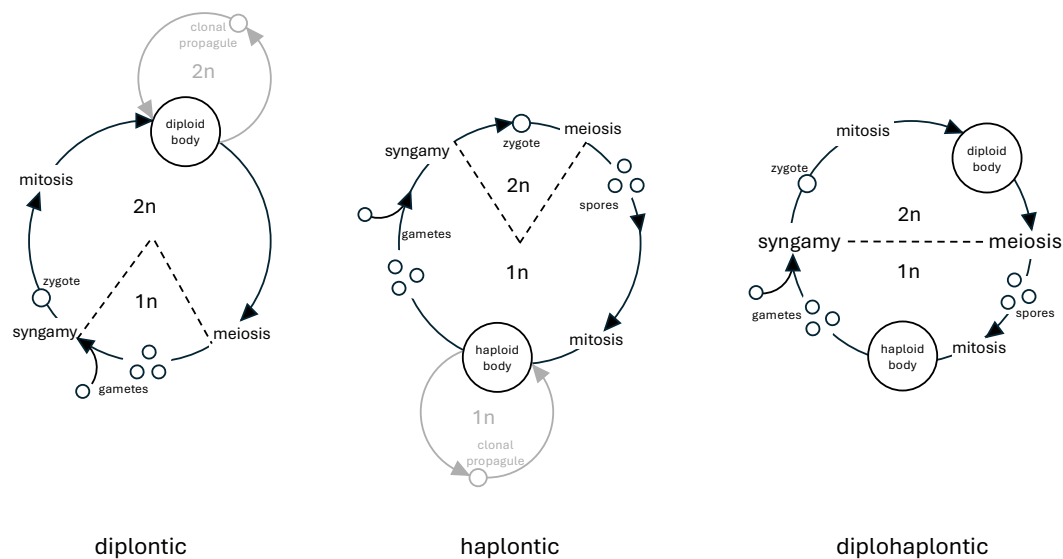 clonal
propagule
2n
diploid
body
mitosis
2n
zygote
1n
syngamy
meiosis
gametes
diplontic
syngamy
zygote
meiosis
2n
spores
gametes
1n
mitosis
haploid
body
1n
clonal
propagule
haplontic
mitosis
diploid
body
zygote
2n
syngamy
meiosis
1n
gametes
spores
haploid
body
mitosis
diplohaplontic